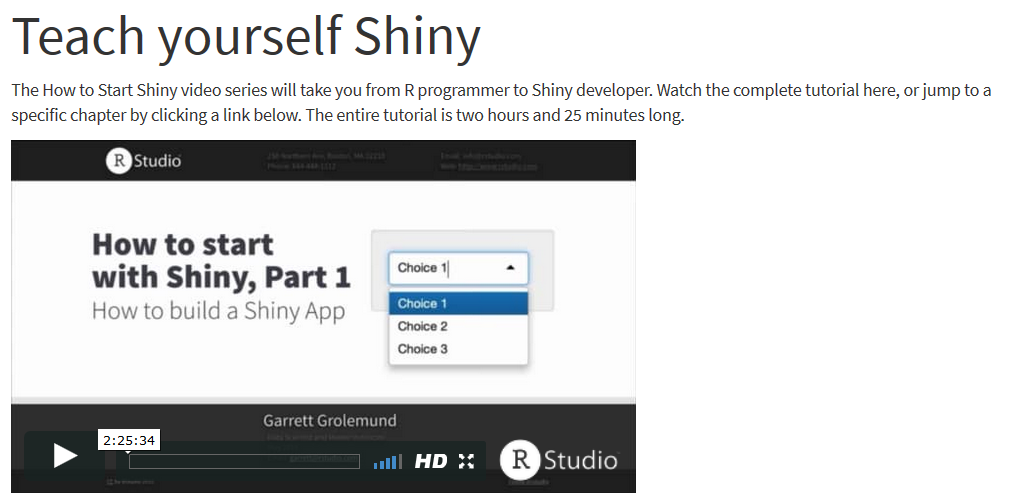 Teach yourself Shiny
The How to Start Shiny video series will take you from R programmer to Shiny developer. Watch the complete tutorial here, or jump to a
specific chapter by clicking a link below. The entire tutorial is two hours and 25 minutes long.
R Studio
How to start
with Shiny, Part 1
How to build a Shiny App
Choice 1
Choice 1
Choice 2
Choice 3
Garrett Grolemund
2:25:34
HD
R Studio